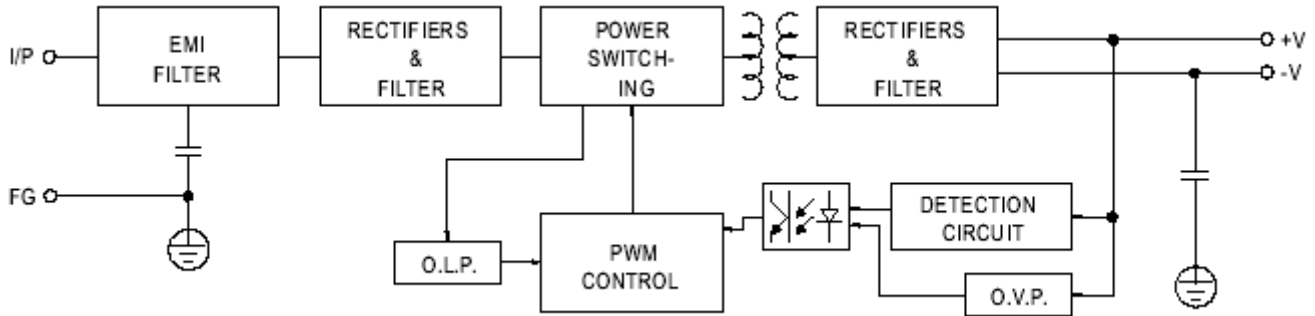 I/P
EMI
FILTER
RECTIFIERS
&
FILTER
POWER
SWITCH-
ING
RECTIFIERS
&
FILTER
+V
-V
FG
O.L.P.
PWM
CONTROL
DETECTION
CIRCUIT
O.V.P.